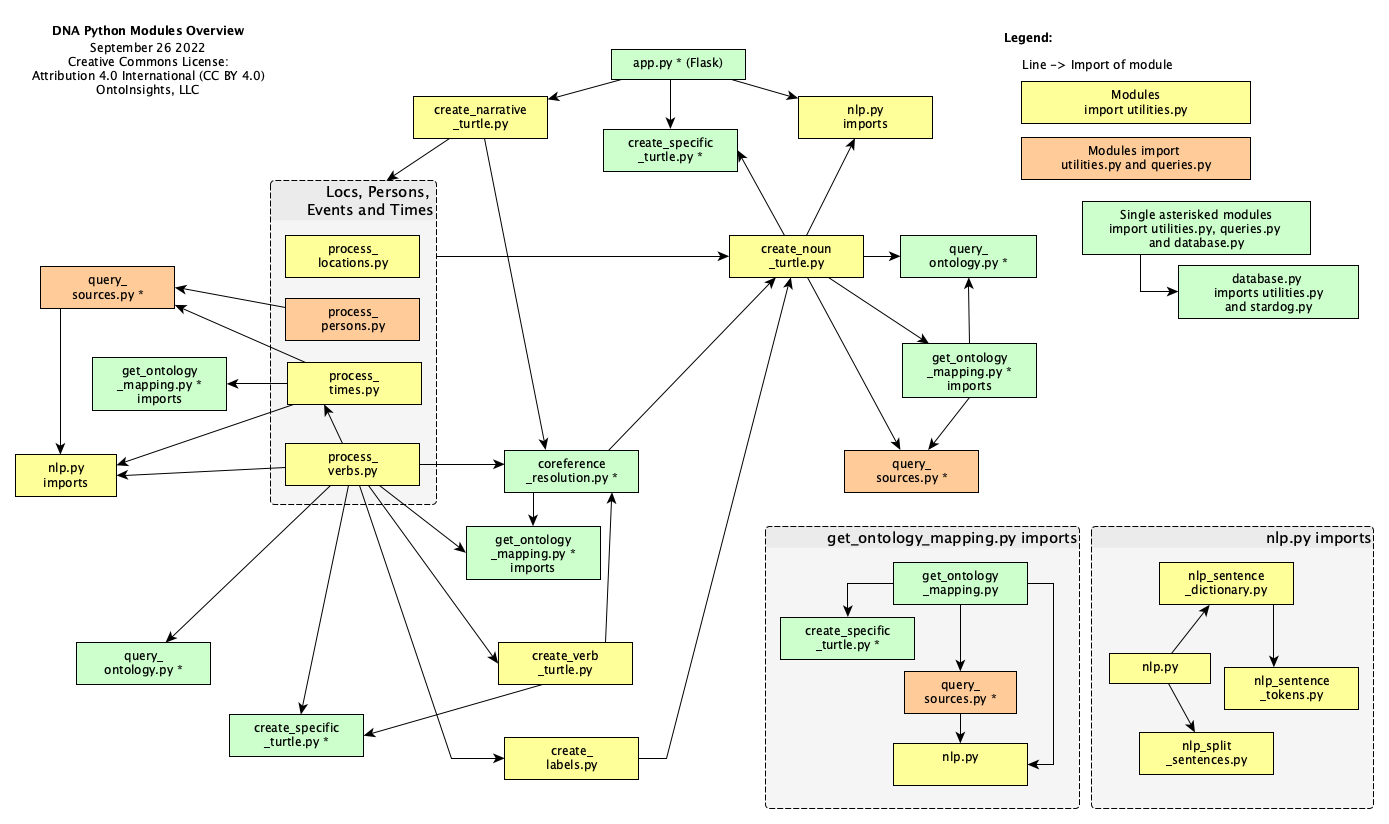 DNA Python Modules Overview
September 26 2022
Creative Commons License:
Attribution 4.0 International (CC BY 4.0)
OntoInsights, LLC
Legend:
Line -> Import of module
Modules
import utilities.py
Modules import
utilities.py and queries.py
Single asterisked modules
import utilities.py, queries.py
and database.py
database.py
imports utilities.py
and stardog.py
app.py * (Flask)
create_narrative
_turtle.py
create_specific
_turtle.py *
nlp.py
imports
Locs, Persons,
Events and Times
process_
locations.py
process_
persons.py
process_
times.py
process_
verbs.py
query_
sources.py *
get_ontology
_mapping.py *
imports
nlp.py
imports
create_noun
_turtle.py
query_
ontology.py *
get_ontology
_mapping.py *
imports
query_
sources.py *
coreference
_resolution.py *
get_ontology
_mapping.py *
imports
query_
ontology.py *
create_verb
_turtle.py
create_specific
_turtle.py *
create_
labels.py
get_ontology_mapping.py imports
get_ontology
_mapping.py
create_specific
_turtle.py *
query_
sources.py *
nlp.py
nlp.py imports
nlp_sentence
_dictionary.py
nlp.py
nlp_sentence
_tokens.py
nlp_split
_sentences.py